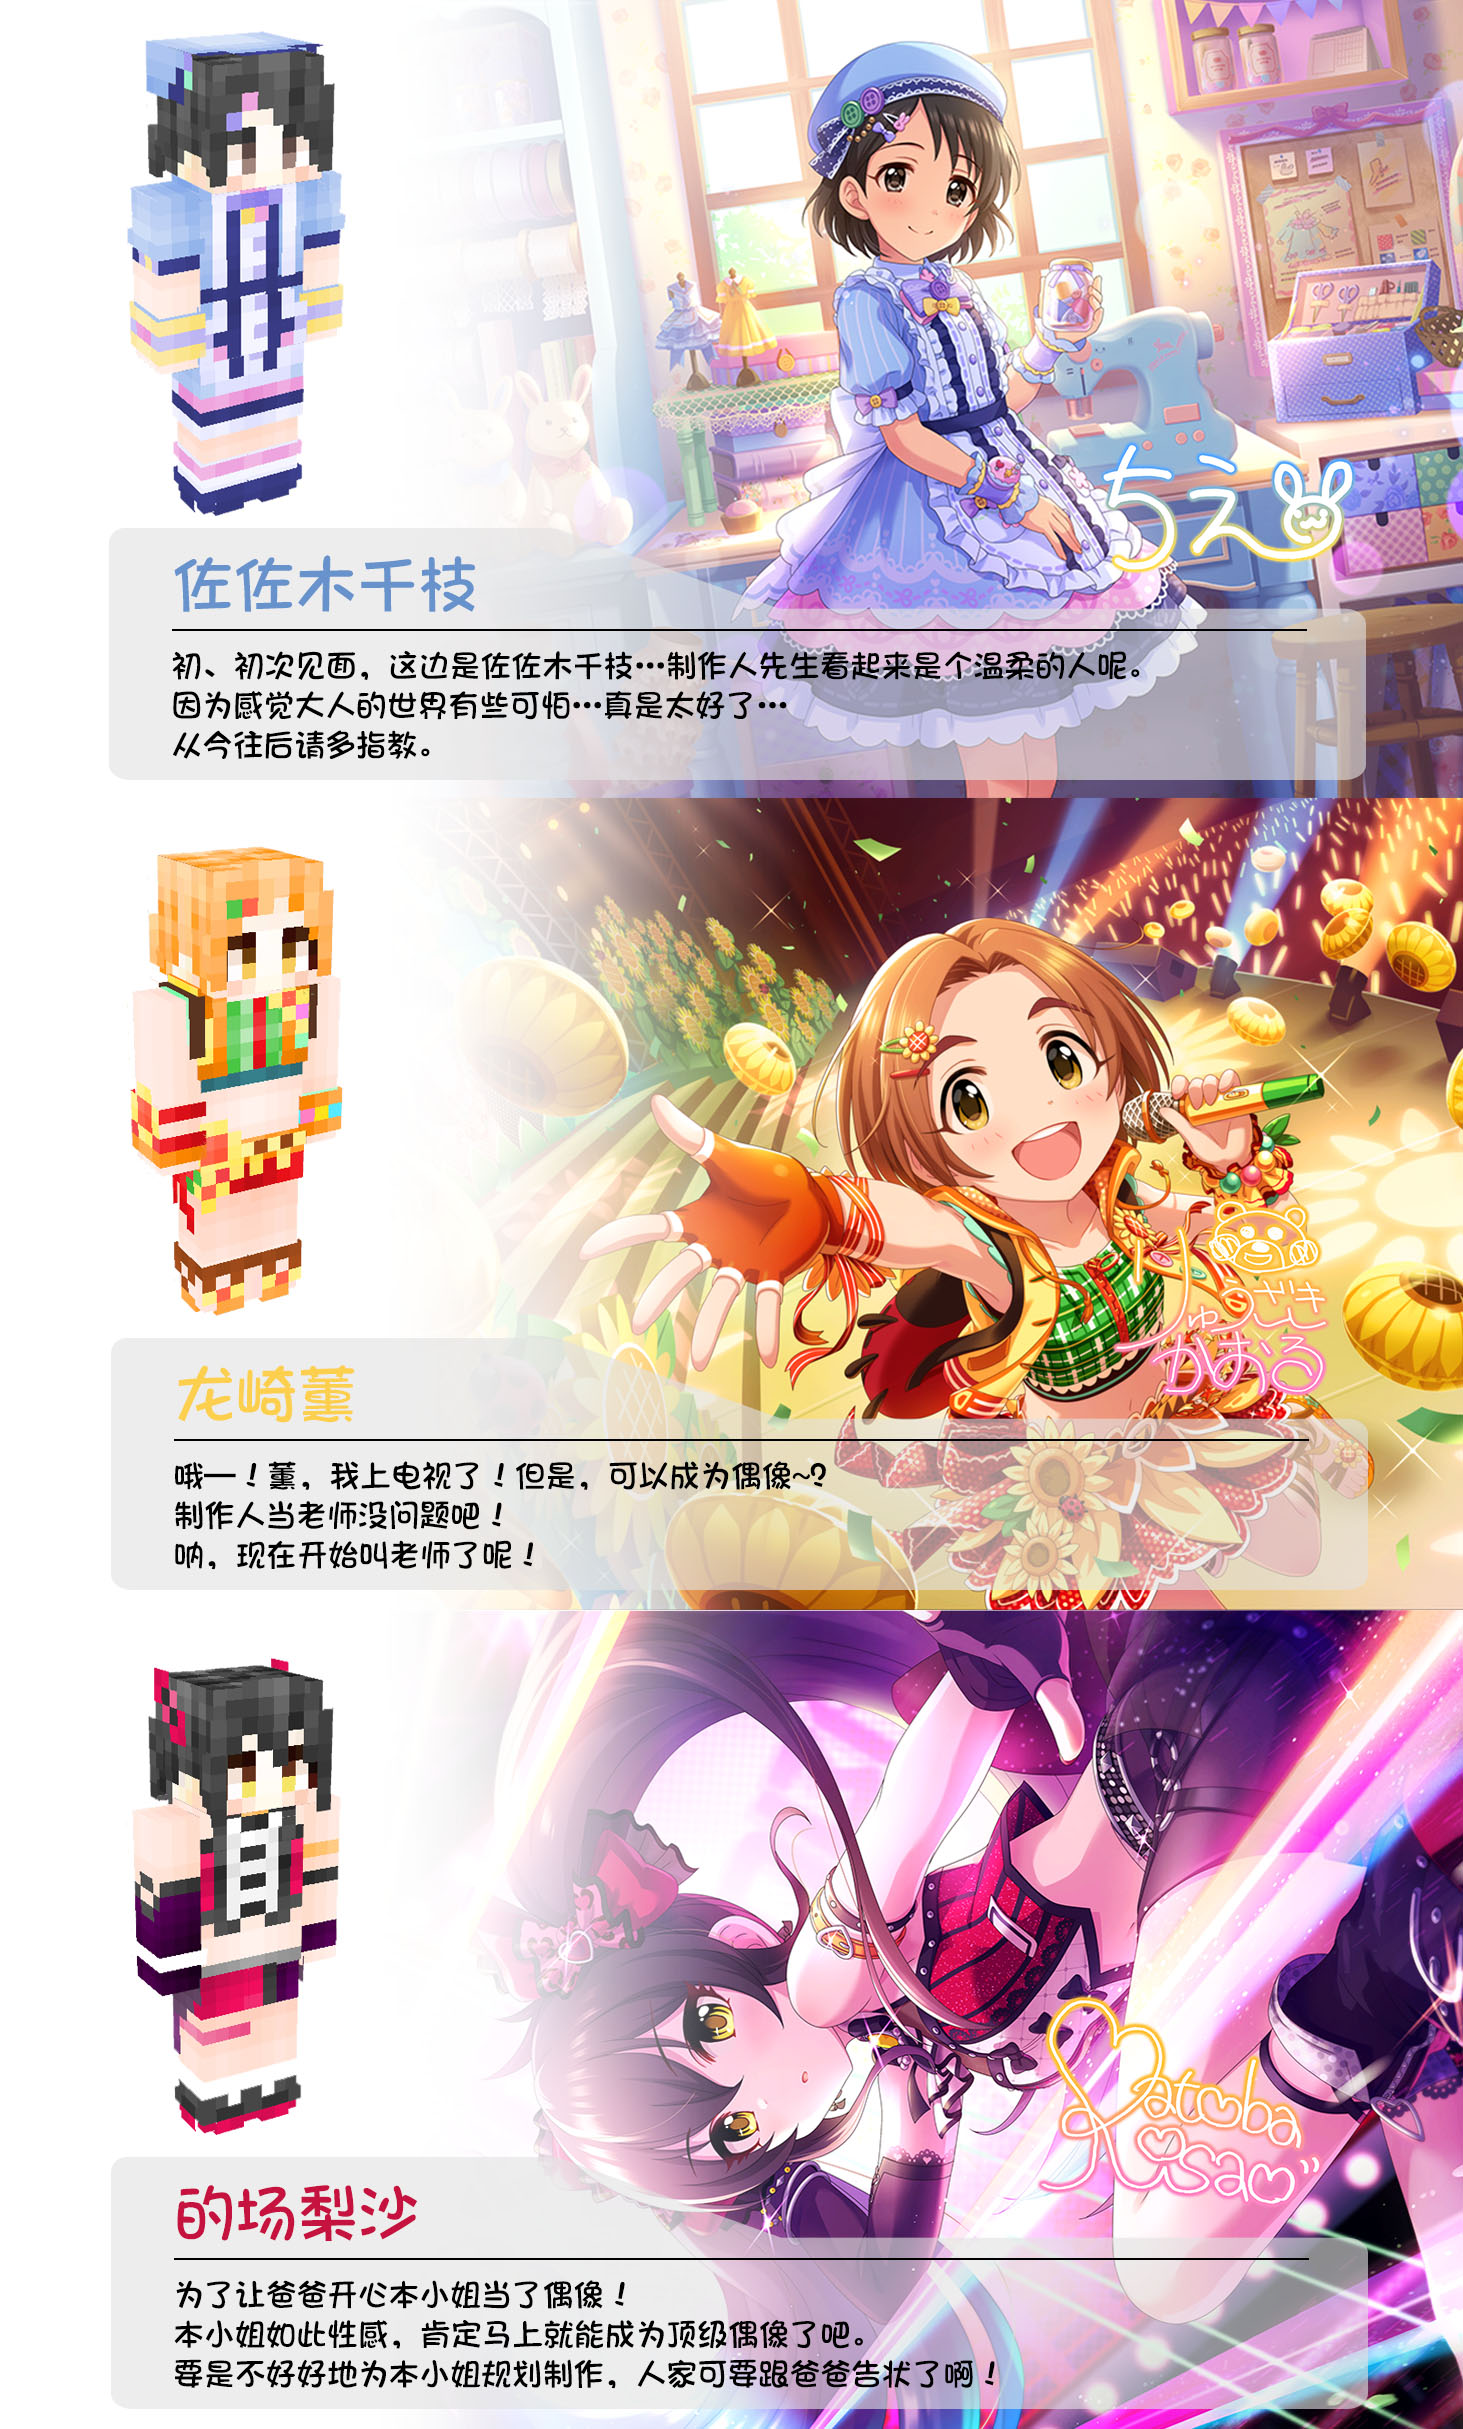 ちえ
佐佐木千枝
初、初次见面，这边是佐佐木千枝…制作人先生看起来是个温柔的人呢。
因为感觉大人的世界有些可怕…真是太好了…
从今往后请多指教。
りゅうざき
かおる
龙崎薰
哦—！薰，我上电视了！但是，可以成为偶像~?
制作人当老师没问题吧！
呐，现在开始叫老师了呢！
Matoba
Risa
的场梨沙
为了让爸爸开心本小姐当了偶像！
本小姐如此性感，肯定马上就能成为顶级偶像了吧。
要是不好好地为本小姐规划制作，人家可要跟爸爸告状了啊！